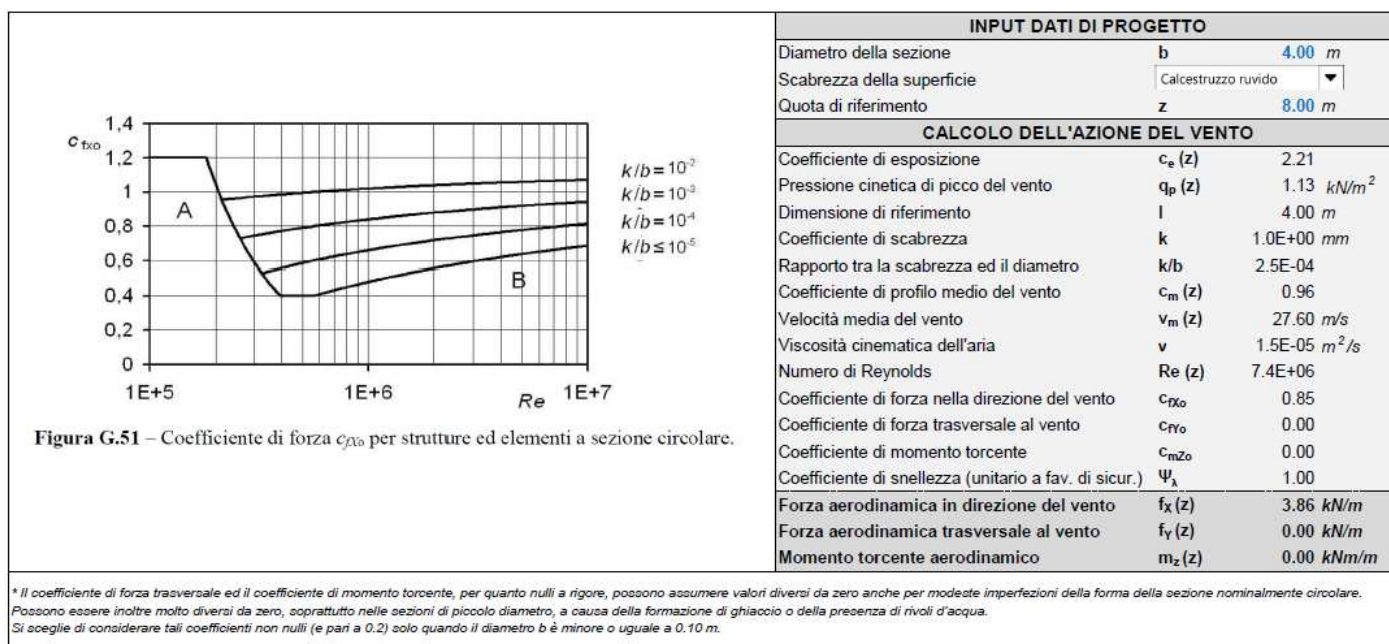 c fxo
1,4
1,2
1
0,8
0,6
0,4
0,2
0
A
B
1E+5
1E+6
Re
1E+7
k/b = 10-2
k/b = 10-3
k/b = 10-4
k/b ≤ 10-5
Figura G.51 – Coefficiente di forza cfXo per strutture ed elementi a sezione circolare.
INPUT DATI DI PROGETTO
Diametro della sezione b 4.00 m
Scabrezza della superficie Calcestruzzo ruvido
Quota di riferimento z 8.00 m
CALCOLO DELL'AZIONE DEL VENTO
Coefficiente di esposizione ce (z) 2.21
Pressione cinetica di picco del vento qp (z) 1.13 kN/m2
Dimensione di riferimento l 4.00 m
Coefficiente di scabrezza k 1.0E+00 mm
Rapporto tra la scabrezza ed il diametro k/b 2.5E-04
Coefficiente di profilo medio del vento cm (z) 0.96
Velocità media del vento vm (z) 27.60 m/s
Viscosità cinematica dell'aria ν 1.5E-05 m2/s
Numero di Reynolds Re (z) 7.4E+06
Coefficiente di forza nella direzione del vento cfXo 0.85
Coefficiente di forza trasversale al vento cfYo 0.00
Coefficiente di momento torcente cmZo 0.00
Coefficiente di snellezza (unitario a fav. di sicur.) Ψλ 1.00
Forza aerodinamica in direzione del vento fX (z) 3.86 kN/m
Forza aerodinamica trasversale al vento fY (z) 0.00 kN/m
Momento torcente aerodinamico mz (z) 0.00 kNm/m
* Il coefficiente di forza trasversale ed il coefficiente di momento torcente, per quanto nulli a rigore, possono assumere valori diversi da zero anche per modeste imperfezioni della forma della sezione nominalmente circolare.
Possono essere inoltre molto diversi da zero, soprattutto nelle sezioni di piccolo diametro, a causa della formazione di ghiaccio o della presenza di rivoli d'acqua.
Si sceglie di considerare tali coefficienti non nulli (e pari a 0.2) solo quando il diametro b è minore o uguale a 0.10 m.